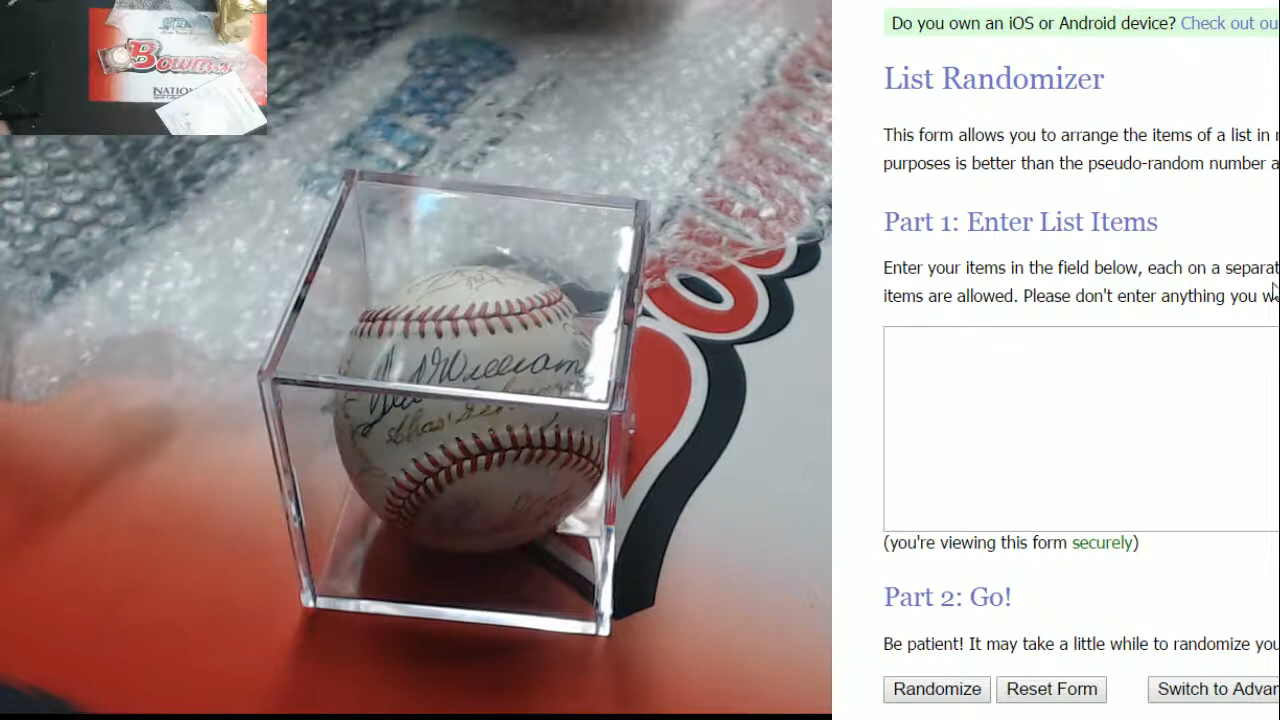 Bowman
NATION
Ted William
Chas
Do you own an iOS or Android device? Check out ou
List Randomizer
This form allows you to arrange the items of a list in
purposes is better than the pseudo-random number a
Part 1: Enter List Items
Enter your items in the field below, each on a separat
items are allowed. Please don't enter anything you w
(you're viewing this form securely)
Part 2: Go!
Be patient! It may take a little while to randomize you
Randomize Reset Form Switch to Advan